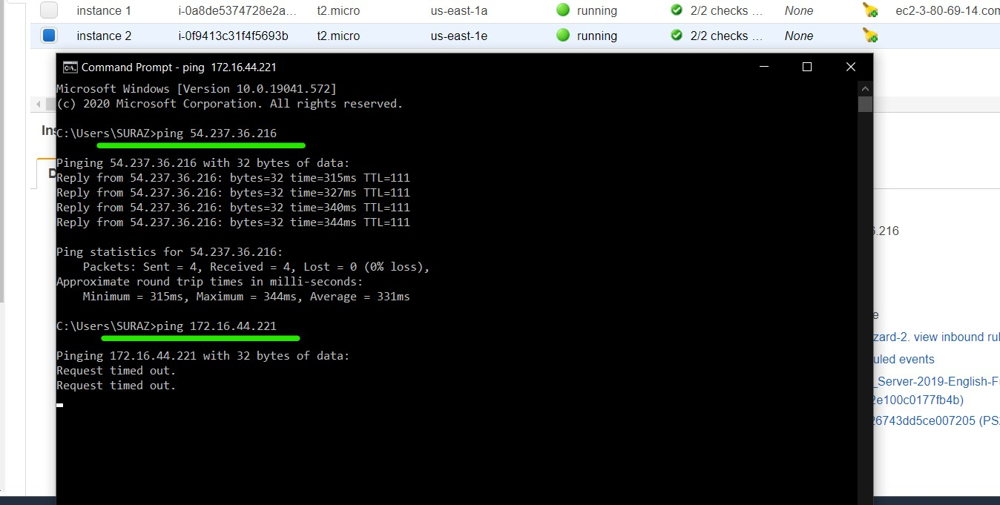 instance 1 i-0a8de5374728e2a... t2.micro us-east-1a running 2/2 checks ... None ec2-3-80-69-14.com
instance 2 i-0f9413c31f4f5693b t2.micro us-east-1e running 2/2 checks ... None
Command Prompt - ping 172.16.44.221
Microsoft Windows [Version 10.0.19041.572]
(c) 2020 Microsoft Corporation. All rights reserved.
Ins
C:\Users\SURAZ>ping 54.237.36.216
Pinging 54.237.36.216 with 32 bytes of data:
D
Reply from 54.237.36.216: bytes=32 time=315ms TTL=111
Reply from 54.237.36.216: bytes=32 time=327ms TTL=111
Reply from 54.237.36.216: bytes=32 time=340ms TTL=111
Reply from 54.237.36.216: bytes=32 time=344ms TTL=111
Ping statistics for 54.237.36.216:
Packets: Sent = 4, Received = 4, Lost = 0 (0% loss),
Approximate round trip times in milli-seconds:
Minimum = 315ms, Maximum = 344ms, Average = 331ms
C:\Users\SURAZ>ping 172.16.44.221
Pinging 172.16.44.221 with 32 bytes of data:
Request timed out.
Request timed out.
.216
e
zard-2. view inbound rul
uled events
_Server-2019-English-F
2e100c0177fb4b)
26743dd5ce007205 (PS